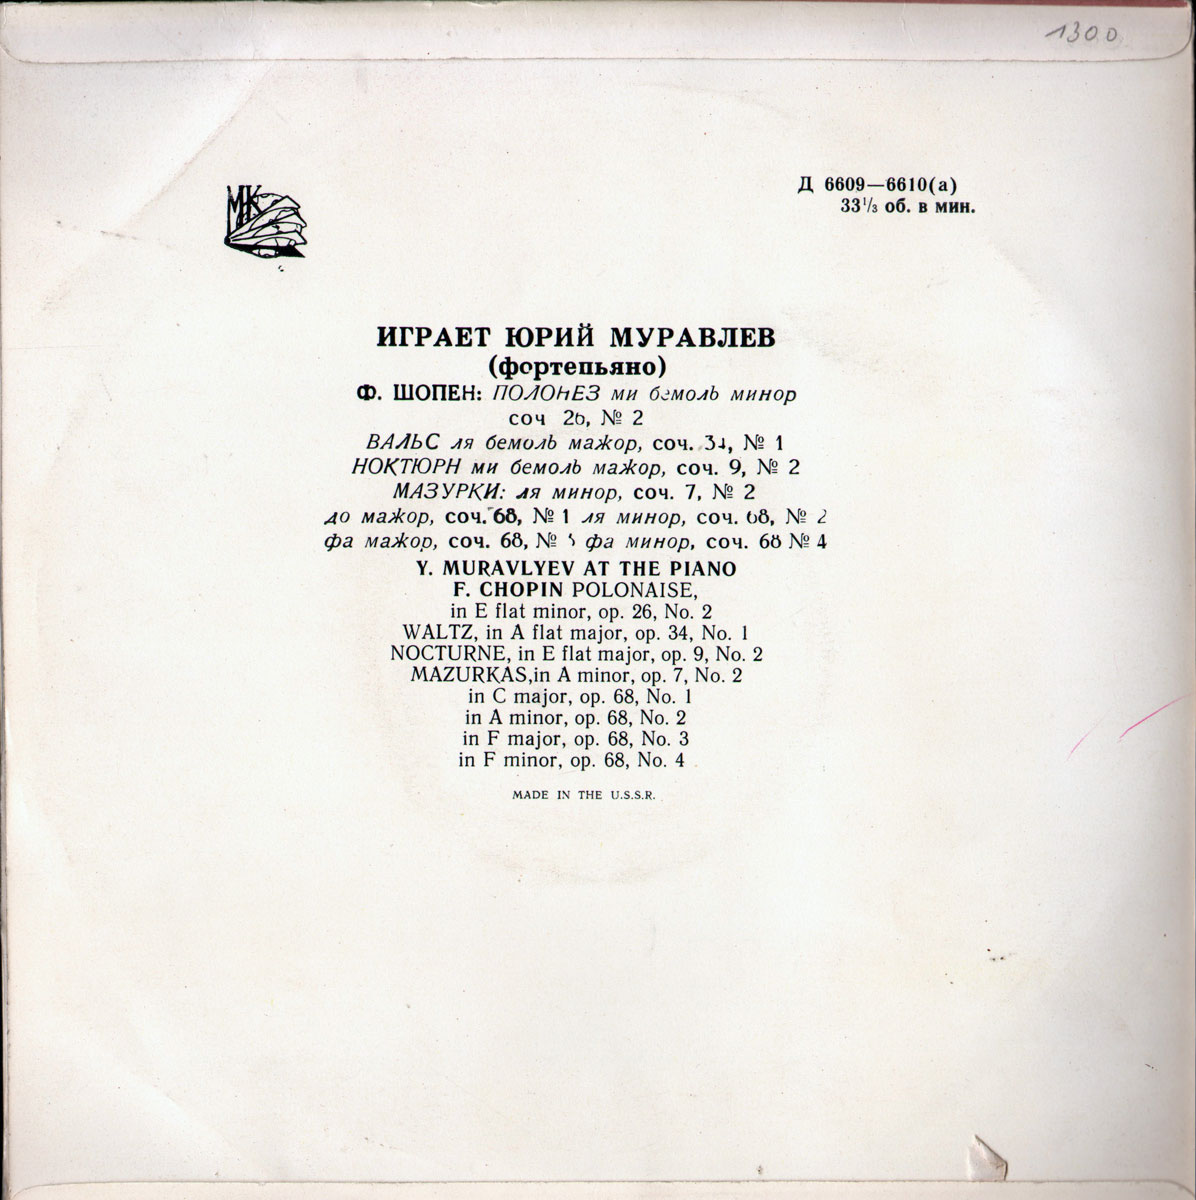 1300
МК
Д 6609—6610(а)
33 1/3 об. в мин.
ИГРАЕТ ЮРИЙ МУРАВЛЕВ
(фортепьяно)
Ф. ШОПЕН: ПОЛОНЕЗ ми бемоль минор
соч 26, № 2
ВАЛЬС ля бемоль мажор, соч. 34, № 1
НОКТЮРН ми бемоль мажор, соч. 9, № 2
МАЗУРКИ: ля минор, соч. 7, № 2
до мажор, соч. 68, № 1 ля минор, соч. 68, № 2
фа мажор, соч. 68, № 3 фа минор, соч. 68 № 4
Y. MURAVLYEV AT THE PIANO
F. CHOPIN POLONAISE,
in E flat minor, op. 26, No. 2
WALTZ, in A flat major, op. 34, No. 1
NOCTURNE, in E flat major, op. 9, No. 2
MAZURKAS,in A minor, op. 7, No. 2
in C major, op. 68, No. 1
in A minor, op. 68, No. 2
in F major, op. 68, No. 3
in F minor, op. 68, No. 4
MADE IN THE U.S.S.R.